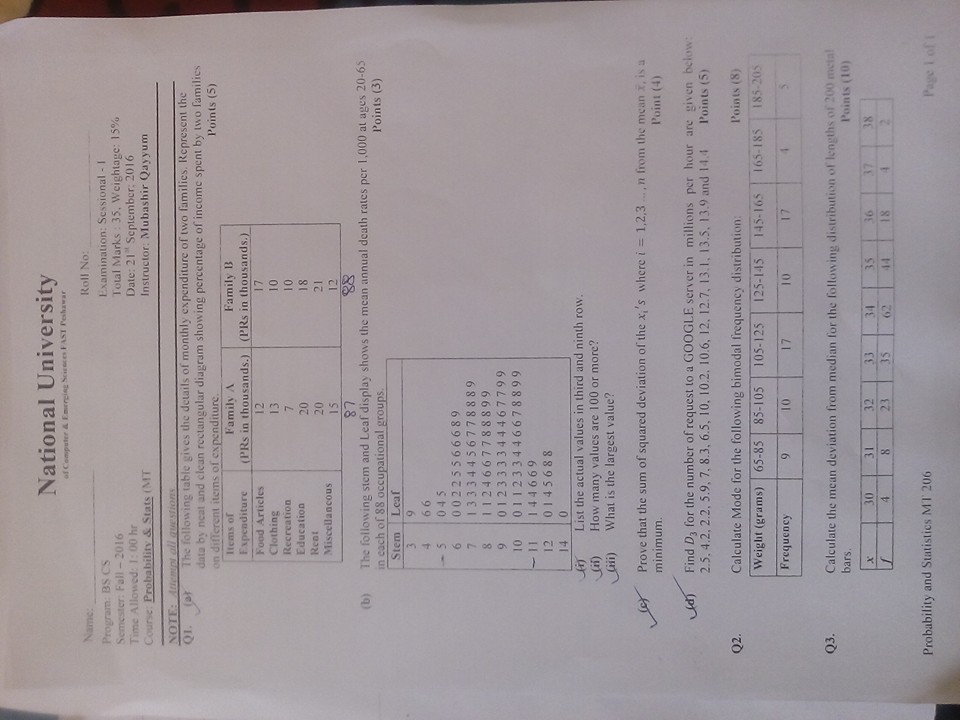 National University
of Computer & Emerging Sciences FAST Peshawar
Name: Roll No:
Program: BS CS Examination: Sessional - I
Semester: Fall – 2016 Total Marks : 35, Weightage: 15%
Time Allowed: 1: 00 hr Date: 21st September, 2016
Course: Probability & Stats (MT Instructor: Mubashir Qayyum
NOTE: Attempt all questions.
Q1. (a) The following table gives the details of monthly expenditure of two families. Represent the
data by neat and clean rectangular diagram showing percentage of income spent by two families
on different items of expenditure. Points (5)
Items of Expenditure Family A (PRs in thousands.) Family B (PRs in thousands.)
Food Articles 12 17
Clothing 13 10
Recreation 7 10
Education 20 18
Rent 20 21
Miscellaneous 15 12
87 88
(b) The following stem and Leaf display shows the mean annual death rates per 1,000 at ages 20-65
in each of 88 occupational groups. Points (3)
Stem Leaf
3 9
4 6 6
5 0 4 5
6 0 0 2 2 5 5 6 6 6 8 9
7 1 3 3 3 4 4 5 6 7 7 8 8 8 9
8 1 1 2 4 6 6 7 7 8 8 8 9 9
9 0 1 2 3 3 3 3 4 4 4 6 7 7 9 9
10 0 1 1 2 3 3 4 4 6 6 7 8 8 9 9
11 1 4 4 6 6 9
12 0 1 4 5 6 8 8
14 0
(i) List the actual values in third and ninth row.
(ii) How many values are 100 or more?
(iii) What is the largest value?
(c) Prove that the sum of squared deviation of the xᵢ's where i = 1,2,3 ..., n from the mean x̄, is a
minimum. Point (4)
(d) Find D₃ for the number of request to a GOOGLE server in millions per hour are given below:
2.5, 4.2, 2.2, 5.9, 7, 8.3, 6.5, 10, 10.2, 10.6, 12, 12.7, 13.1, 13.5, 13.9 and 14.4 Points (5)
Q2. Calculate Mode for the following bimodal frequency distribution: Points (8)
Weight (grams) 65-85 85-105 105-125 125-145 145-165 165-185 185-205
Frequency 9 10 17 10 17 4 5
Q3. Calculate the mean deviation from median for the following distribution of lengths of 200 metal
bars. Points (10)
x 30 31 32 33 34 35 36 37 38
f 4 8 23 35 62 44 18 4 2
Probability and Statistics MT 206 Page 1 of 1